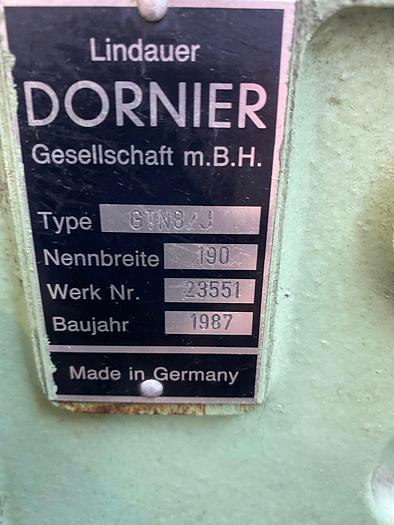 Lindauer
DORNIER
Gesellschaft m.B.H.
Type GTN8/J
Nennbreite 190
Werk Nr. 23551
Baujahr 1987
Made in Germany